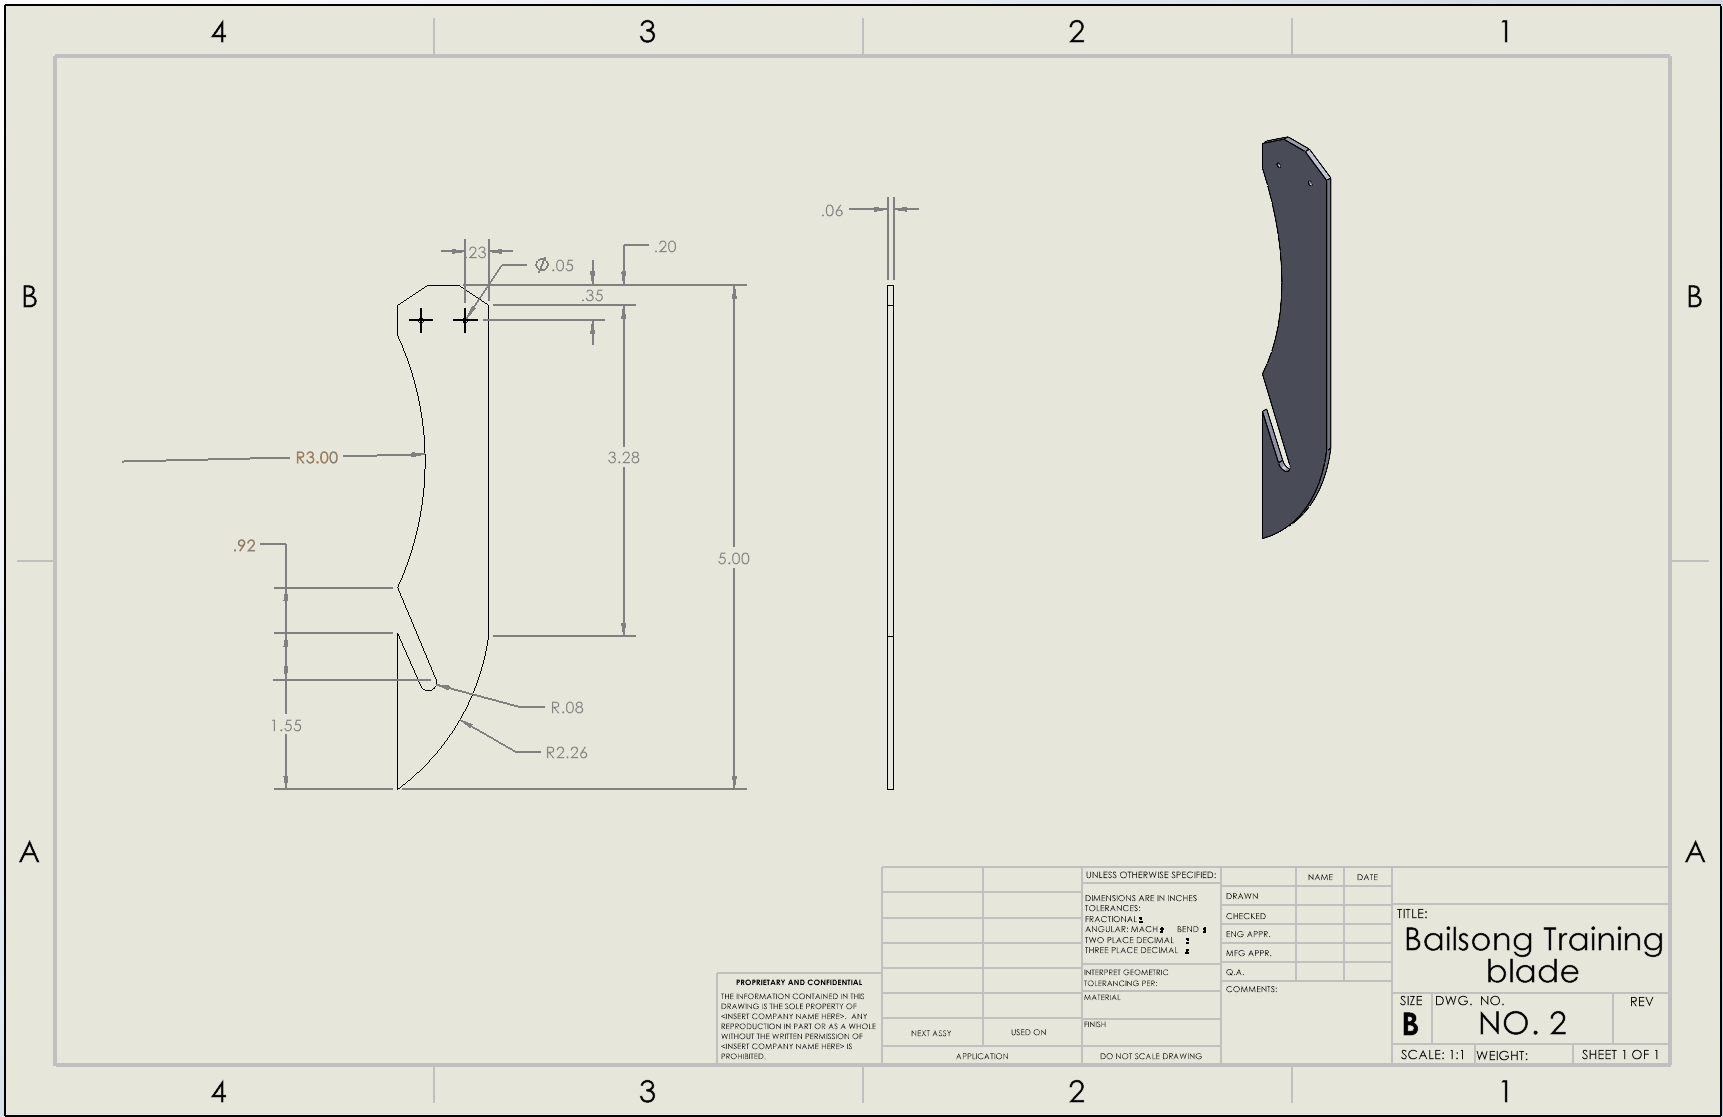 4 3 2 1
B B
A A
.23
.05
.20
.35
.06
R3.00
3.28
.92
5.00
1.55
R.08
R2.26
PROPRIETARY AND CONFIDENTIAL
THE INFORMATION CONTAINED IN THIS
DRAWING IS THE SOLE PROPERTY OF
<INSERT COMPANY NAME HERE>. ANY
REPRODUCTION IN PART OR AS A WHOLE
WITHOUT THE WRITTEN PERMISSION OF
<INSERT COMPANY NAME HERE> IS
PROHIBITED.
NEXT ASSY USED ON
APPLICATION
UNLESS OTHERWISE SPECIFIED:
DIMENSIONS ARE IN INCHES
TOLERANCES:
FRACTIONAL
ANGULAR: MACH BEND
TWO PLACE DECIMAL
THREE PLACE DECIMAL
INTERPRET GEOMETRIC
TOLERANCING PER:
MATERIAL
FINISH
DO NOT SCALE DRAWING
NAME DATE
DRAWN
CHECKED
ENG APPR.
MFG APPR.
Q.A.
COMMENTS:
TITLE:
Bailsong Training
blade
SIZE DWG. NO. REV
B NO. 2
SCALE: 1:1 WEIGHT: SHEET 1 OF 1
4 3 2 1